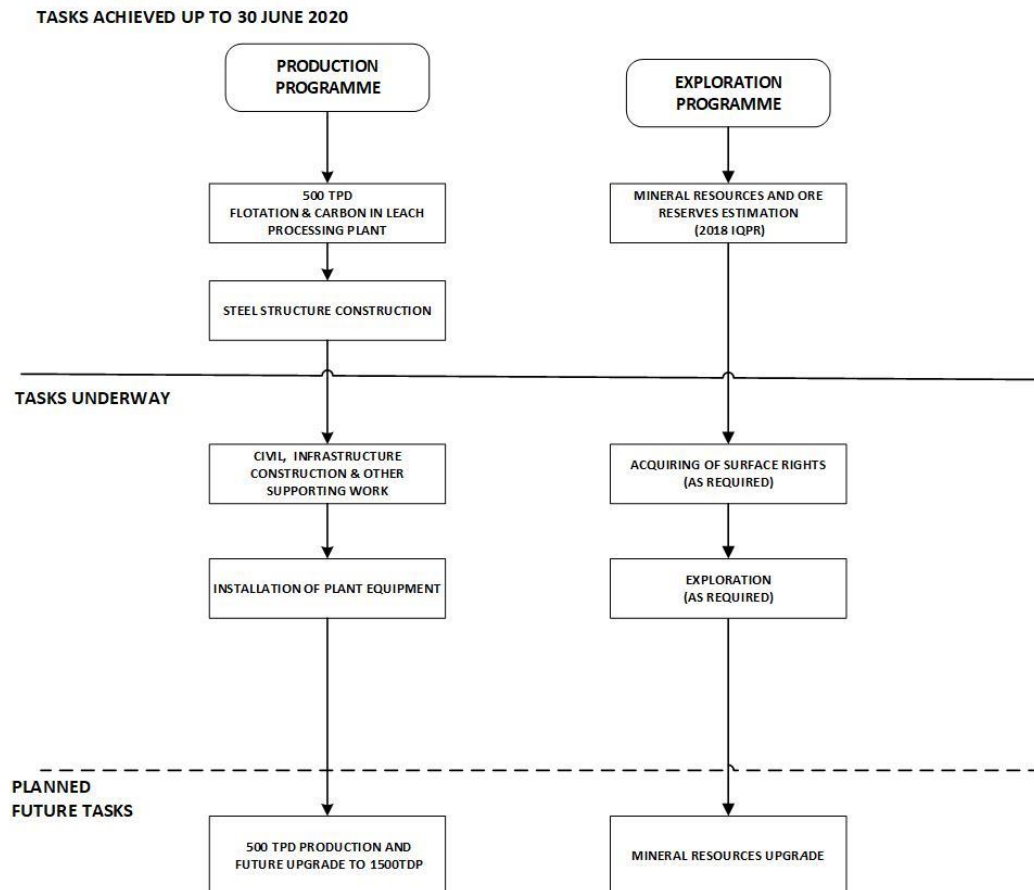 TASKS ACHIEVED UP TO 30 JUNE 2020
PRODUCTION
PROGRAMME
EXPLORATION
PROGRAMME
500 TPD
FLOTATION & CARBON IN LEACH
PROCESSING PLANT
MINERAL RESOURCES AND ORE
RESERVES ESTIMATION
(2018 IQPR)
STEEL STRUCTURE CONSTRUCTION
TASKS UNDERWAY
CIVIL, INFRASTRUCTURE
CONSTRUCTION & OTHER
SUPPORTING WORK
ACQUIRING OF SURFACE RIGHTS
(AS REQUIRED)
INSTALLATION OF PLANT EQUIPMENT
EXPLORATION
(AS REQUIRED)
PLANNED
FUTURE TASKS
500 TPD PRODUCTION AND
FUTURE UPGRADE TO 1500TDP
MINERAL RESOURCES UPGRADE